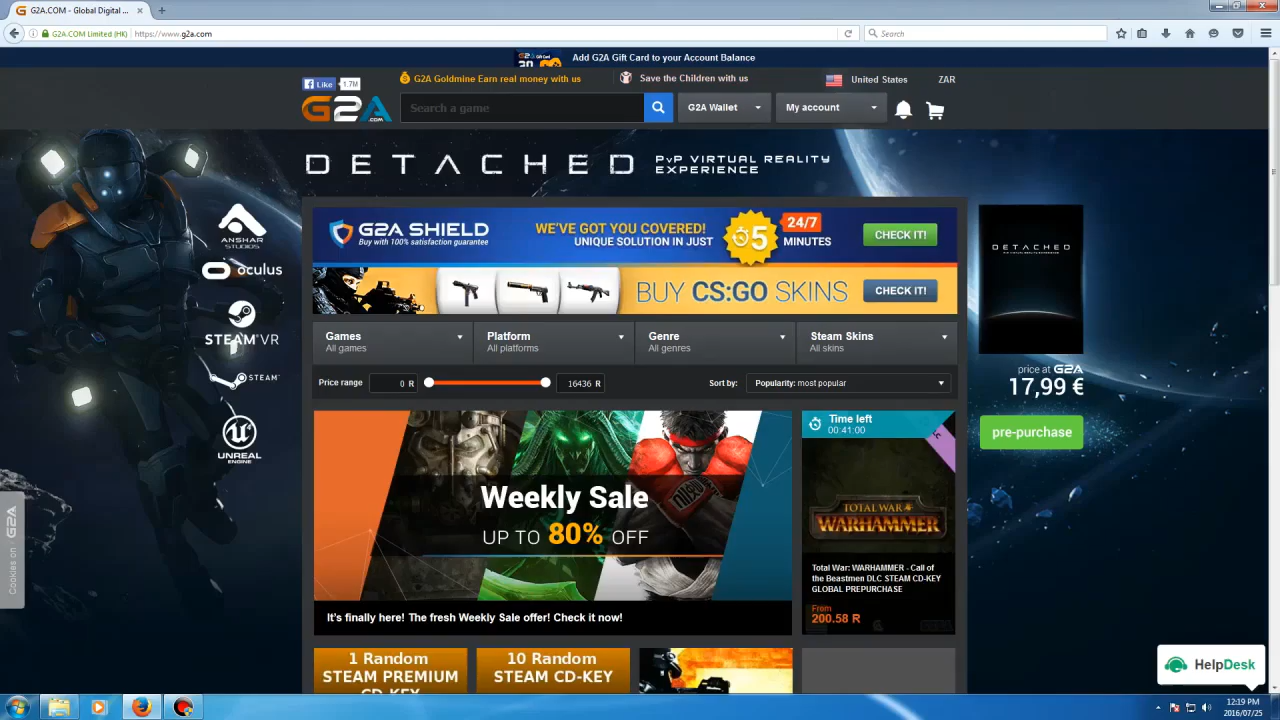 G2A.COM - Global Digital ...
G2A.COM Limited (HK)
https://www.g2a.com
Search
Add G2A Gift Card to your Account Balance
Like
1.7M
G2A Goldmine Earn real money with us
Save the Children with us
United States
ZAR
G2A.COM
Search a game
G2A Wallet
My account
DETACHED
PvP VIRTUAL REALITY
EXPERIENCE
ANSHAR
STUDIOS
oculus
STEAM VR
STEAM
UNREAL
ENGINE
G2A SHIELD
Buy with 100% satisfaction guarantee
WE'VE GOT YOU COVERED!
UNIQUE SOLUTION IN JUST
5
24/7
MINUTES
CHECK IT!
BUY CS:GO SKINS
CHECK IT!
DETACHED
price at G2A
17,99 €
pre-purchase
Games
All games
Platform
All platforms
Genre
All genres
Steam Skins
All skins
Price range
0 R
16436 R
Sort by:
Popularity: most popular
Weekly Sale
UP TO 80% OFF
It's finally here! The fresh Weekly Sale offer! Check it now!
Time left
00:41:00
TOTAL WAR
WARHAMMER
Total War: WARHAMMER - Call of
the Beastmen DLC STEAM CD-KEY
GLOBAL PREPURCHASE
From
200.58 R
Cookies on G2A
1 Random
STEAM PREMIUM
CD-KEY
10 Random
STEAM CD-KEY
HelpDesk
12:19 PM
2016/07/25